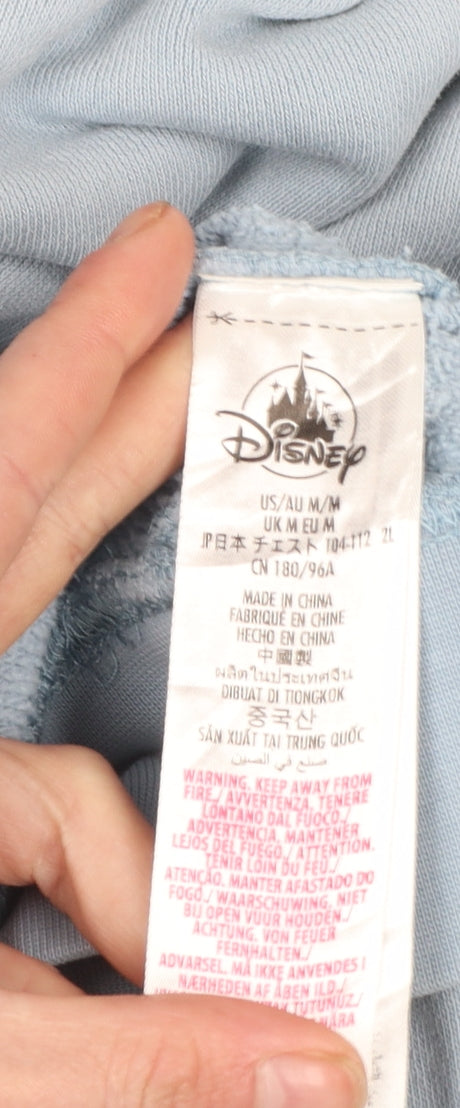 Disney
US/AU M/M
UK M EU M
JP日本 チェスト 104-112 2L
CN 180/96A
MADE IN CHINA
FABRIQUÉ EN CHINE
HECHO EN CHINA
中國製
ผลิตในประเทศจีน
DIBUAT DI TIONGKOK
중국산
SẢN XUẤT TẠI TRUNG QUỐC
صنع في الصين
WARNING. KEEP AWAY FROM
FIRE./ AVVERTENZA. TENERE
LONTANO DAL FUOCO./
ADVERTENCIA. MANTENER
LEJOS DEL FUEGO./ ATTENTION.
TENIR LOIN DU FEU./
ATENÇÃO. MANTER AFASTADO DO
FOGO./ WAARSCHUWING. NIET
BIJ OPEN VUUR HOUDEN./
ACHTUNG. VON FEUER
FERNHALTEN./
ADVARSEL. MÅ IKKE ANVENDES I
NÆRHEDEN AF ÅBEN ILD./
TUTUNUZ./